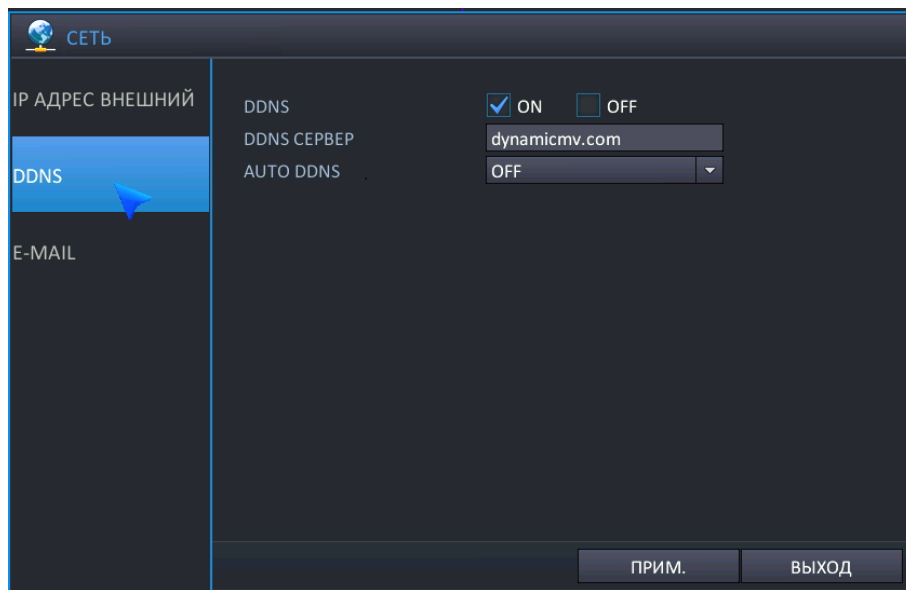 СЕТЬ
IP АДРЕС ВНЕШНИЙ
DDNS
E-MAIL
DDNS ON OFF
DDNS СЕРВЕР dynamicmv.com
AUTO DDNS OFF
ПРИМ. ВЫХОД